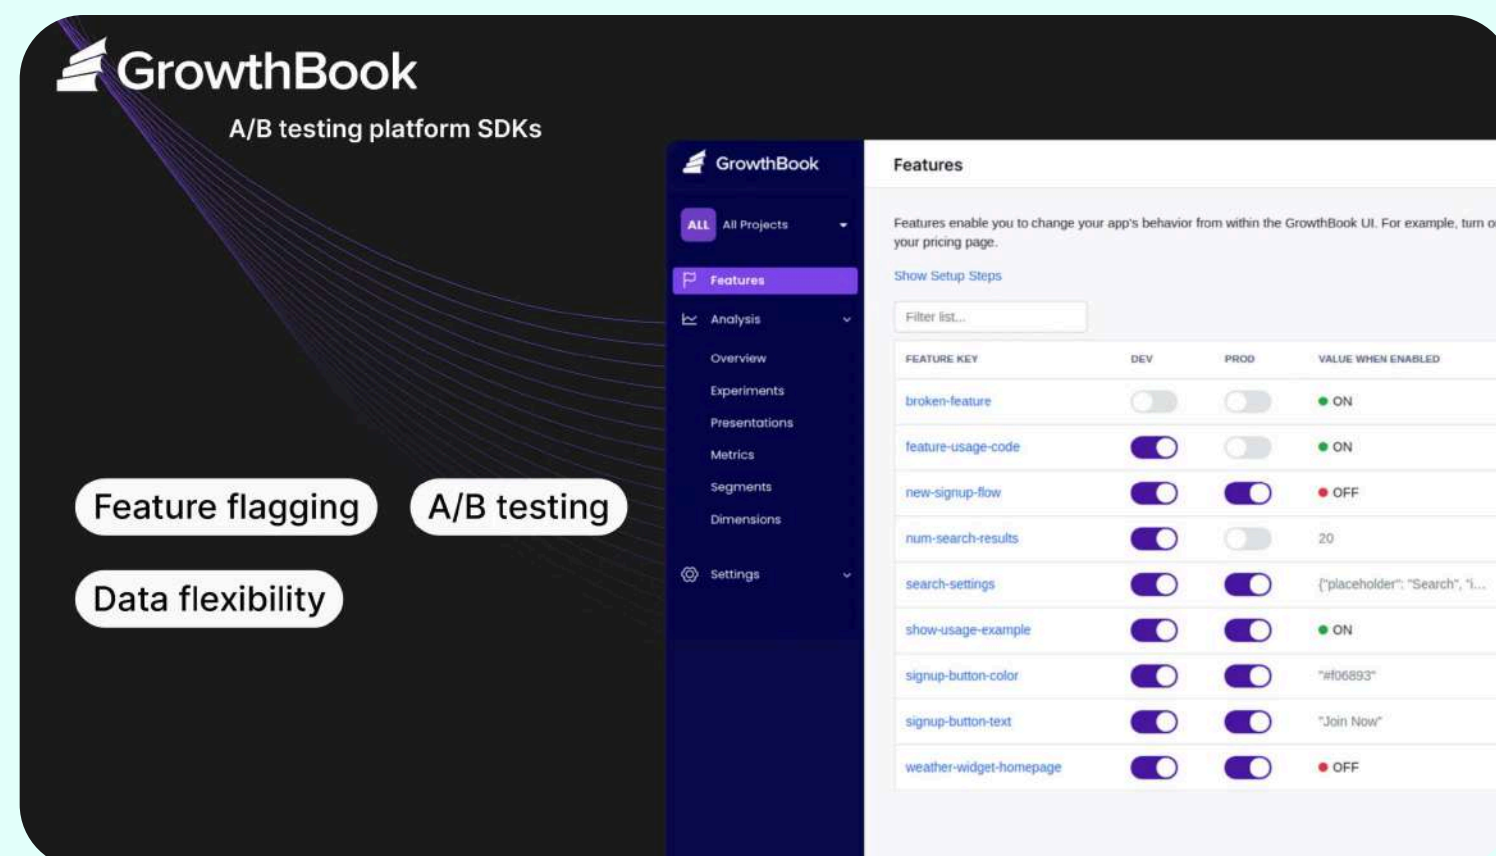 GrowthBook
A/B testing platform SDKs
Feature flagging
A/B testing
Data flexibility
GrowthBook
ALL All Projects
Features
Analysis
Overview
Experiments
Presentations
Metrics
Segments
Dimensions
Settings
Features
Features enable you to change your app's behavior from within the GrowthBook UI. For example, turn
your pricing page.
Show Setup Steps
Filter list...
FEATURE KEY DEV PROD VALUE WHEN ENABLED
broken-feature ON
feature-usage-code ON
new-signup-flow OFF
num-search-results 20
search-settings {"placeholder": "Search", "i...
show-usage-example ON
signup-button-color "#f06893"
signup-button-text "Join Now"
weather-widget-homepage OFF